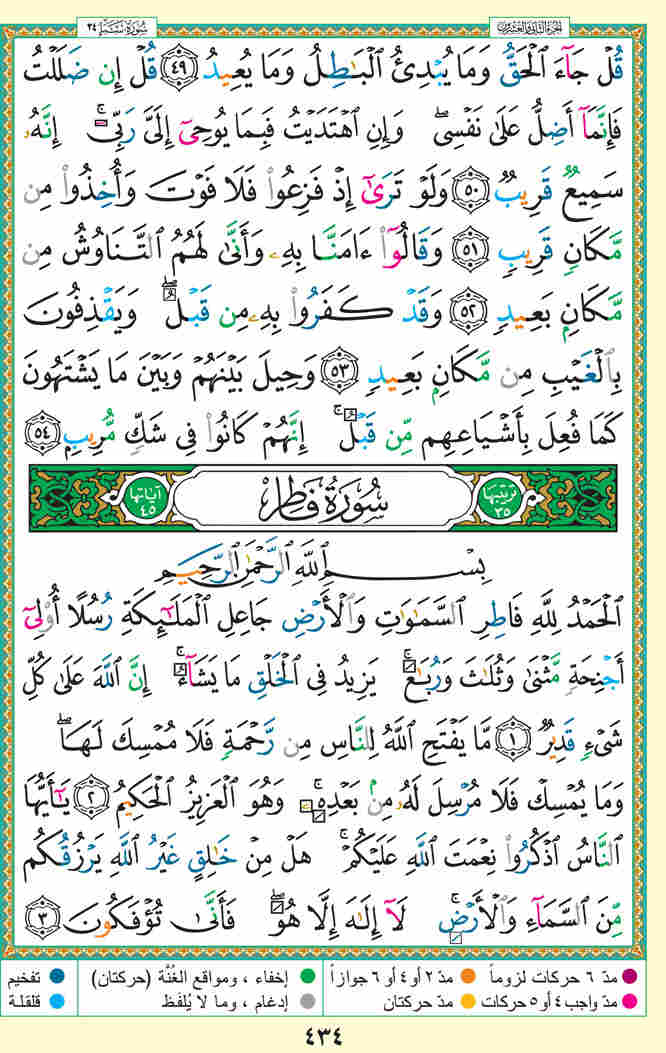 الجزء الثاني والعشرون
سُورَةُ سَبَإٍ ٣٤
قُلْ جَآءَ ٱلْحَقُّ وَمَا يُبْدِئُ ٱلْبَـٰطِلُ وَمَا يُعِيدُ ٤٩ قُلْ إِن ضَلَلْتُ
فَإِنَّمَآ أَضِلُّ عَلَىٰ نَفْسِىۖ وَإِنِ ٱهْتَدَيْتُ فَبِمَا يُوحِىٓ إِلَىَّ رَبِّىٓۚ إِنَّهُۥ
سَمِيعٌ قَرِيبٌ ٥٠ وَلَوْ تَرَىٰٓ إِذْ فَزِعُوا۟ فَلَا فَوْتَ وَأُخِذُوا۟ مِن
مَّكَانٍ قَرِيبٍ ٥١ وَقَالُوٓا۟ ءَامَنَّا بِهِۦ وَأَنَّىٰ لَهُمُ ٱلتَّنَاوُشُ مِن
مَّكَانٍۭ بَعِيدٍ ٥٢ وَقَدْ كَفَرُوا۟ بِهِۦ مِن قَبْلُۖ وَيَقْذِفُونَ
بِٱلْغَيْبِ مِن مَّكَانٍۭ بَعِيدٍ ٥٣ وَحِيلَ بَيْنَهُمْ وَبَيْنَ مَا يَشْتَهُونَ
كَمَا فُعِلَ بِأَشْيَاعِهِم مِّن قَبْلُۚ إِنَّهُمْ كَانُوا۟ فِى شَكٍّ مُّرِيبٍ ٥٤
ترتيبها ٣٥
سُورَةُ فَاطِرٍ
آياتها ٤٥
بِسْمِ ٱللَّهِ ٱلرَّحْمَـٰنِ ٱلرَّحِيمِ
ٱلْحَمْدُ لِلَّهِ فَاطِرِ ٱلسَّمَـٰوَٰتِ وَٱلْأَرْضِ جَاعِلِ ٱلْمَلَـٰٓئِكَةِ رُسُلًا أُو۟لِىٓ
أَجْنِحَةٍ مَّثْنَىٰ وَثُلَـٰثَ وَرُبَـٰعَۚ يَزِيدُ فِى ٱلْخَلْقِ مَا يَشَآءُۚ إِنَّ ٱللَّهَ عَلَىٰ كُلِّ
شَىْءٍ قَدِيرٌ ١ مَّا يَفْتَحِ ٱللَّهُ لِلنَّاسِ مِن رَّحْمَةٍ فَلَا مُمْسِكَ لَهَاۖ
وَمَا يُمْسِكْ فَلَا مُرْسِلَ لَهُۥ مِنۢ بَعْدِهِۦۚ وَهُوَ ٱلْعَزِيزُ ٱلْحَكِيمُ ٢ يَـٰٓأَيُّهَا
ٱلنَّاسُ ٱذْكُرُوا۟ نِعْمَتَ ٱللَّهِ عَلَيْكُمْۚ هَلْ مِنْ خَـٰلِقٍ غَيْرُ ٱللَّهِ يَرْزُقُكُم
مِّنَ ٱلسَّمَآءِ وَٱلْأَرْضِۚ لَآ إِلَـٰهَ إِلَّا هُوَۖ فَأَنَّىٰ تُؤْفَكُونَ ٣
مدّ ٦ حركات لزوماً مدّ ٢ أو ٤ أو ٦ جوازاً إخفاء ، ومواقع الغُنَّة (حركتان) تفخيم
مدّ واجب ٤ أو ٥ حركات مدّ حركتان إدغام ، وما لا يُلفَظ قلقلة
٤٣٤